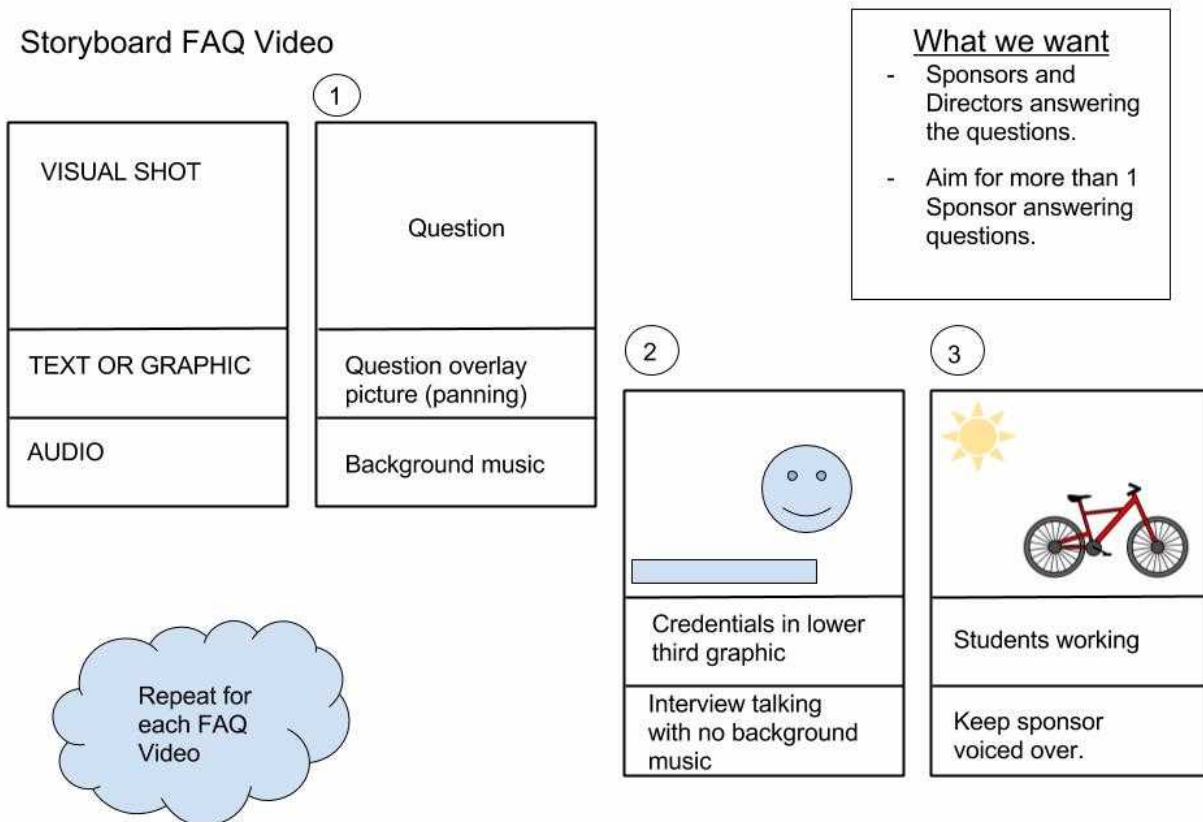 Storyboard FAQ Video
What we want
- Sponsors and
Directors answering
the questions.
- Aim for more than 1
Sponsor answering
questions.
VISUAL SHOT
TEXT OR GRAPHIC
AUDIO
1
Question
Question overlay
picture (panning)
Background music
2
Credentials in lower
third graphic
Interview talking
with no background
music
3
Students working
Keep sponsor
voiced over.
Repeat for
each FAQ
Video